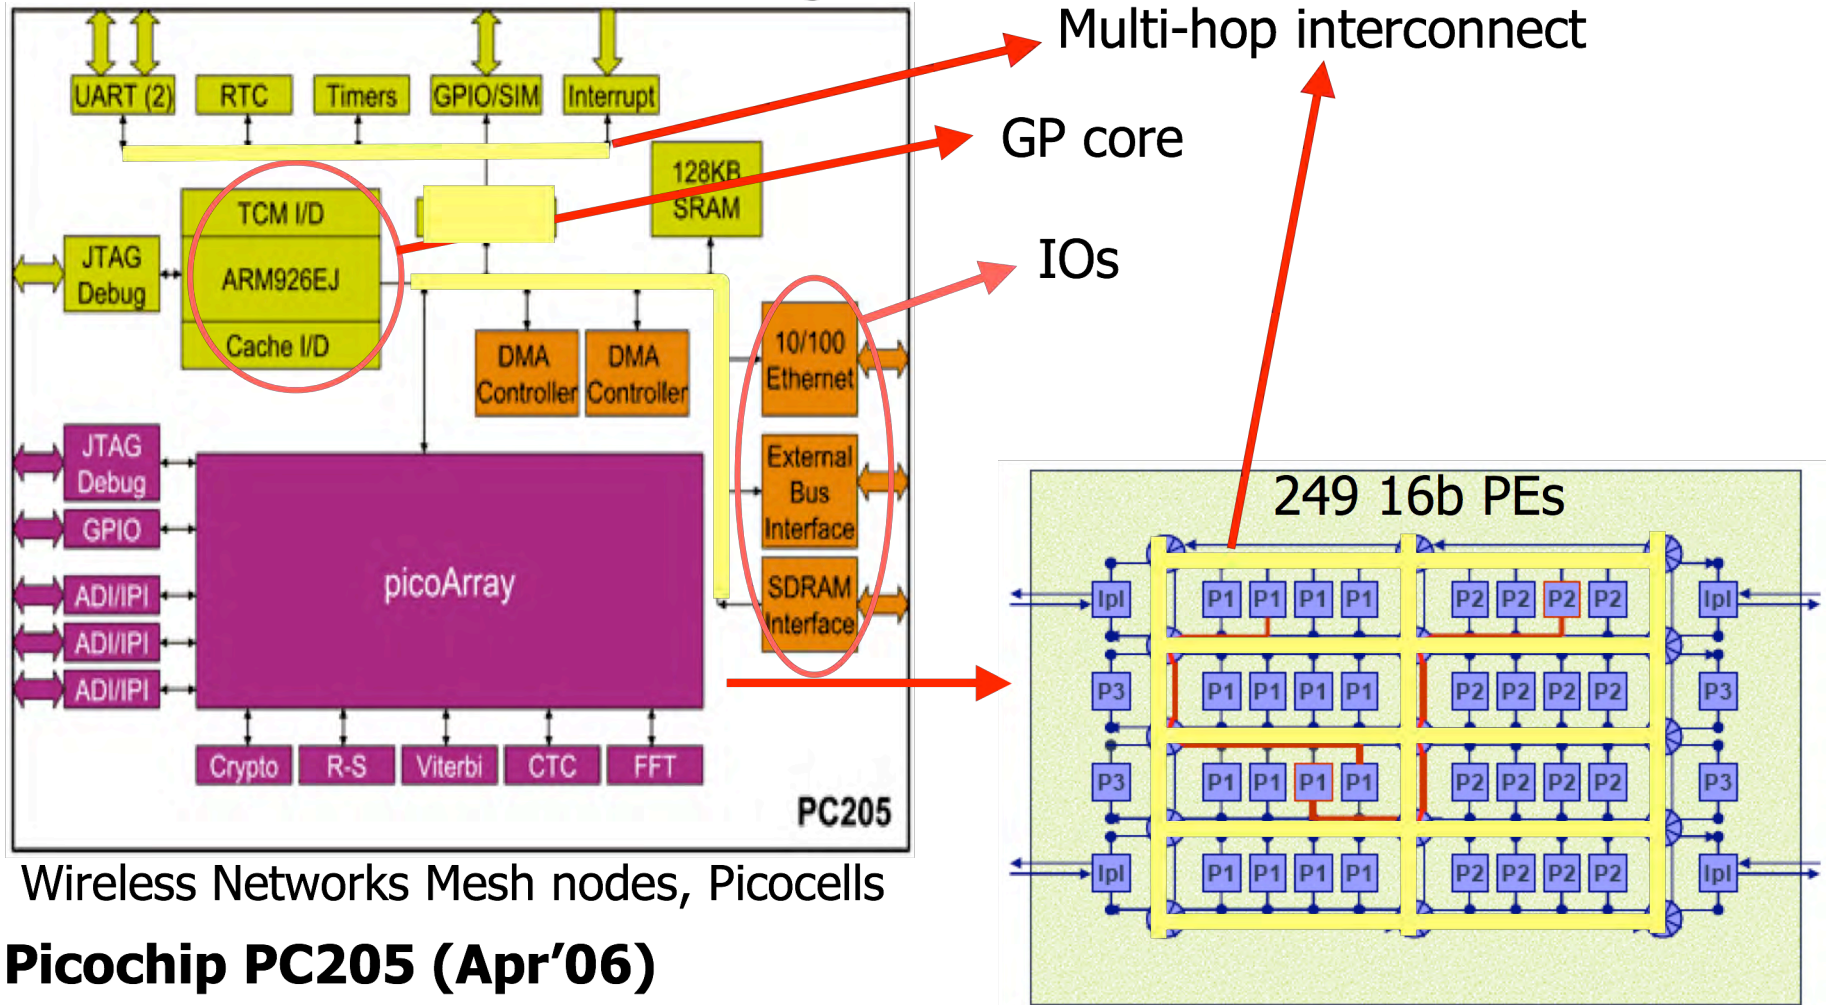 Multi-hop interconnect
UART (2)
RTC
Timers
GPIO/SIM
Interrupt
GP core
128KB
SRAM
TCM I/D
ARM926EJ
Cache I/D
JTAG
Debug
IOs
DMA
Controller
DMA
Controller
10/100
Ethernet
External
Bus
Interface
SDRAM
Interface
JTAG
Debug
GPIO
ADI/IPI
ADI/IPI
ADI/IPI
picoArray
Crypto
R-S
Viterbi
CTC
FFT
PC205
249 16b PEs
IpI P1 P1 P1 P1 P2 P2 P2 P2 IpI
P3 P1 P1 P1 P1 P2 P2 P2 P2 P3
P3 P1 P1 P1 P1 P2 P2 P2 P2 P3
IpI P1 P1 P1 P1 P2 P2 P2 P2 IpI
Wireless Networks Mesh nodes, Picocells
Picochip PC205 (Apr’06)